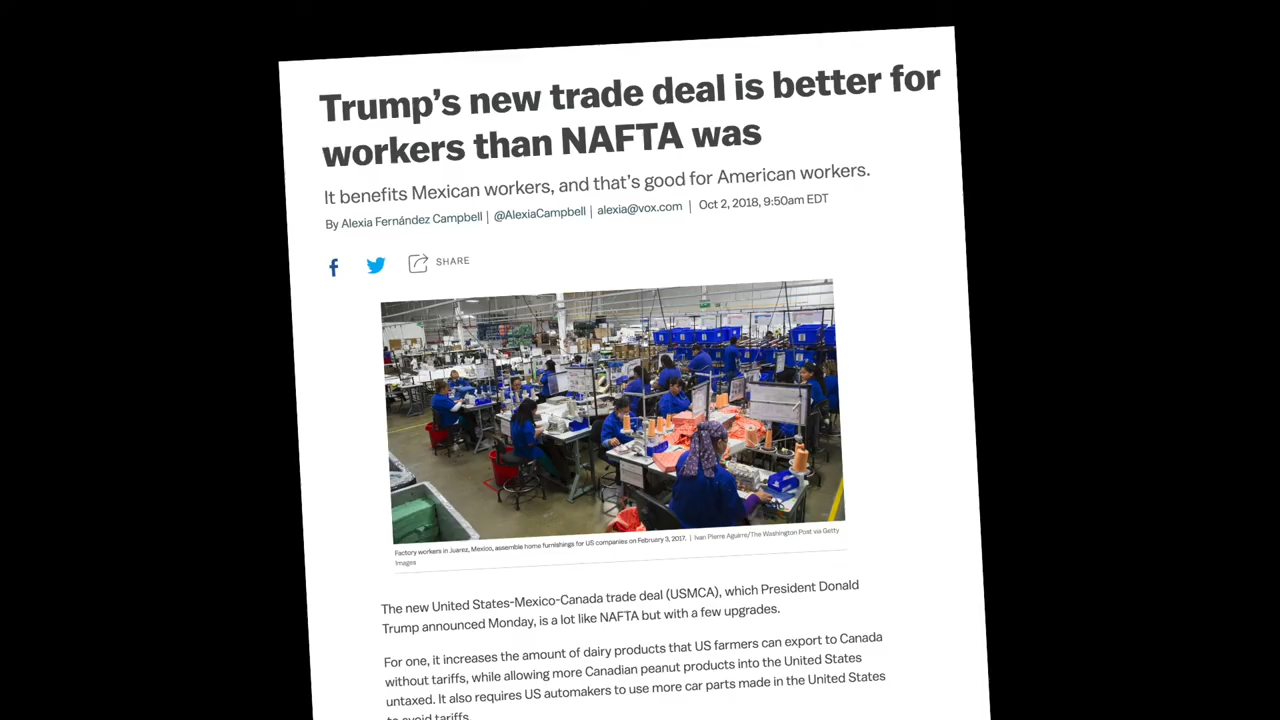 Trump's new trade deal is better for
workers than NAFTA was
It benefits Mexican workers, and that's good for American workers.
By Alexia Fernández Campbell | @AlexiaCampbell | alexia@vox.com | Oct 2, 2018, 9:50am EDT
SHARE
Factory workers in Juarez, Mexico, assemble home furnishings for US companies on February 3, 2017. | Ivan Pierre Aguirre/The Washington Post via Getty
Images
The new United States-Mexico-Canada trade deal (USMCA), which President Donald
Trump announced Monday, is a lot like NAFTA but with a few upgrades.
For one, it increases the amount of dairy products that US farmers can export to Canada
without tariffs, while allowing more Canadian peanut products into the United States
untaxed. It also requires US automakers to use more car parts made in the United States
to avoid tariffs.